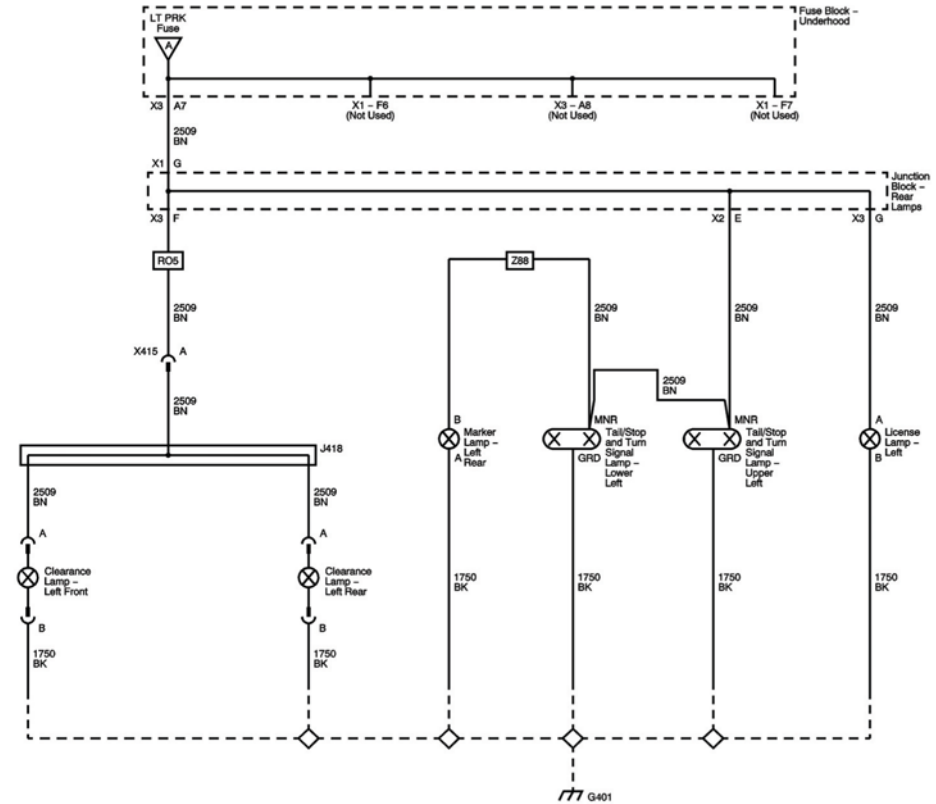 LT PRK
Fuse
A
Fuse Block –
Underhood
X3 A7
X1 – F6
(Not Used)
X3 – A8
(Not Used)
X1 – F7
(Not Used)
2509
BN
X1 G
Junction
Block –
Rear
Lamps
X3 F
X2 E
X3 G
RO5
Z88
2509
BN
2509
BN
2509
BN
2509
BN
X415 A
2509
BN
2509
BN
J418
B
Marker
Lamp –
Left
Rear
A
MNR
Tail/Stop
and Turn
Signal
Lamp –
Lower
Left
GRD
MNR
Tail/Stop
and Turn
Signal
Lamp –
Upper
Left
GRD
A
License
Lamp –
Left
B
2509
BN
2509
BN
A
A
Clearance
Lamp –
Left Front
Clearance
Lamp –
Left Rear
B
B
1750
BK
1750
BK
1750
BK
1750
BK
1750
BK
1750
BK
G401